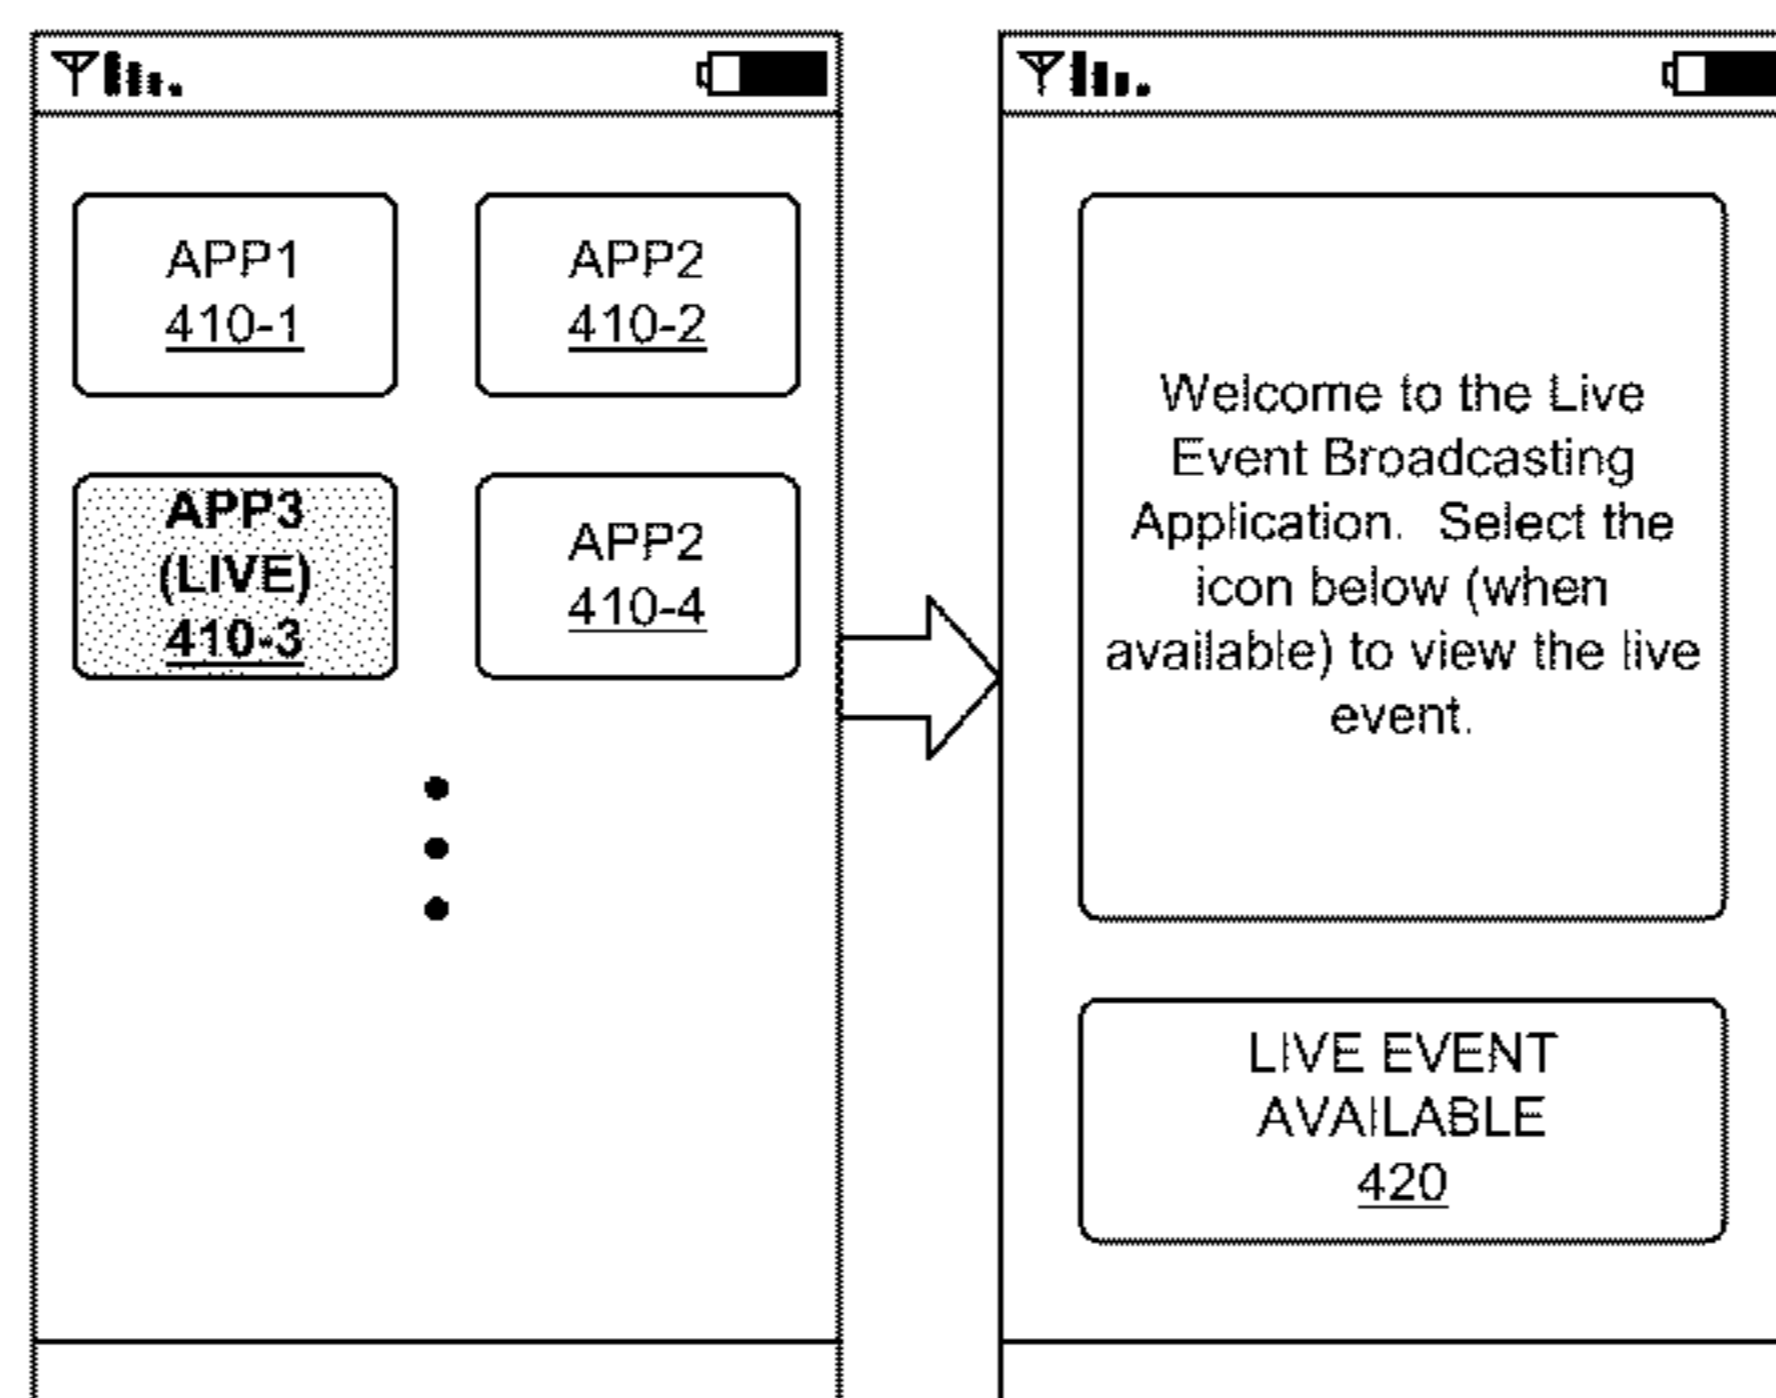 APP1
410-1
APP2
410-2
APP3
(LIVE)
410-3
APP2
410-4
Welcome to the Live
Event Broadcasting
Application. Select the
icon below (when
available) to view the live
event.
LIVE EVENT
AVAILABLE
420